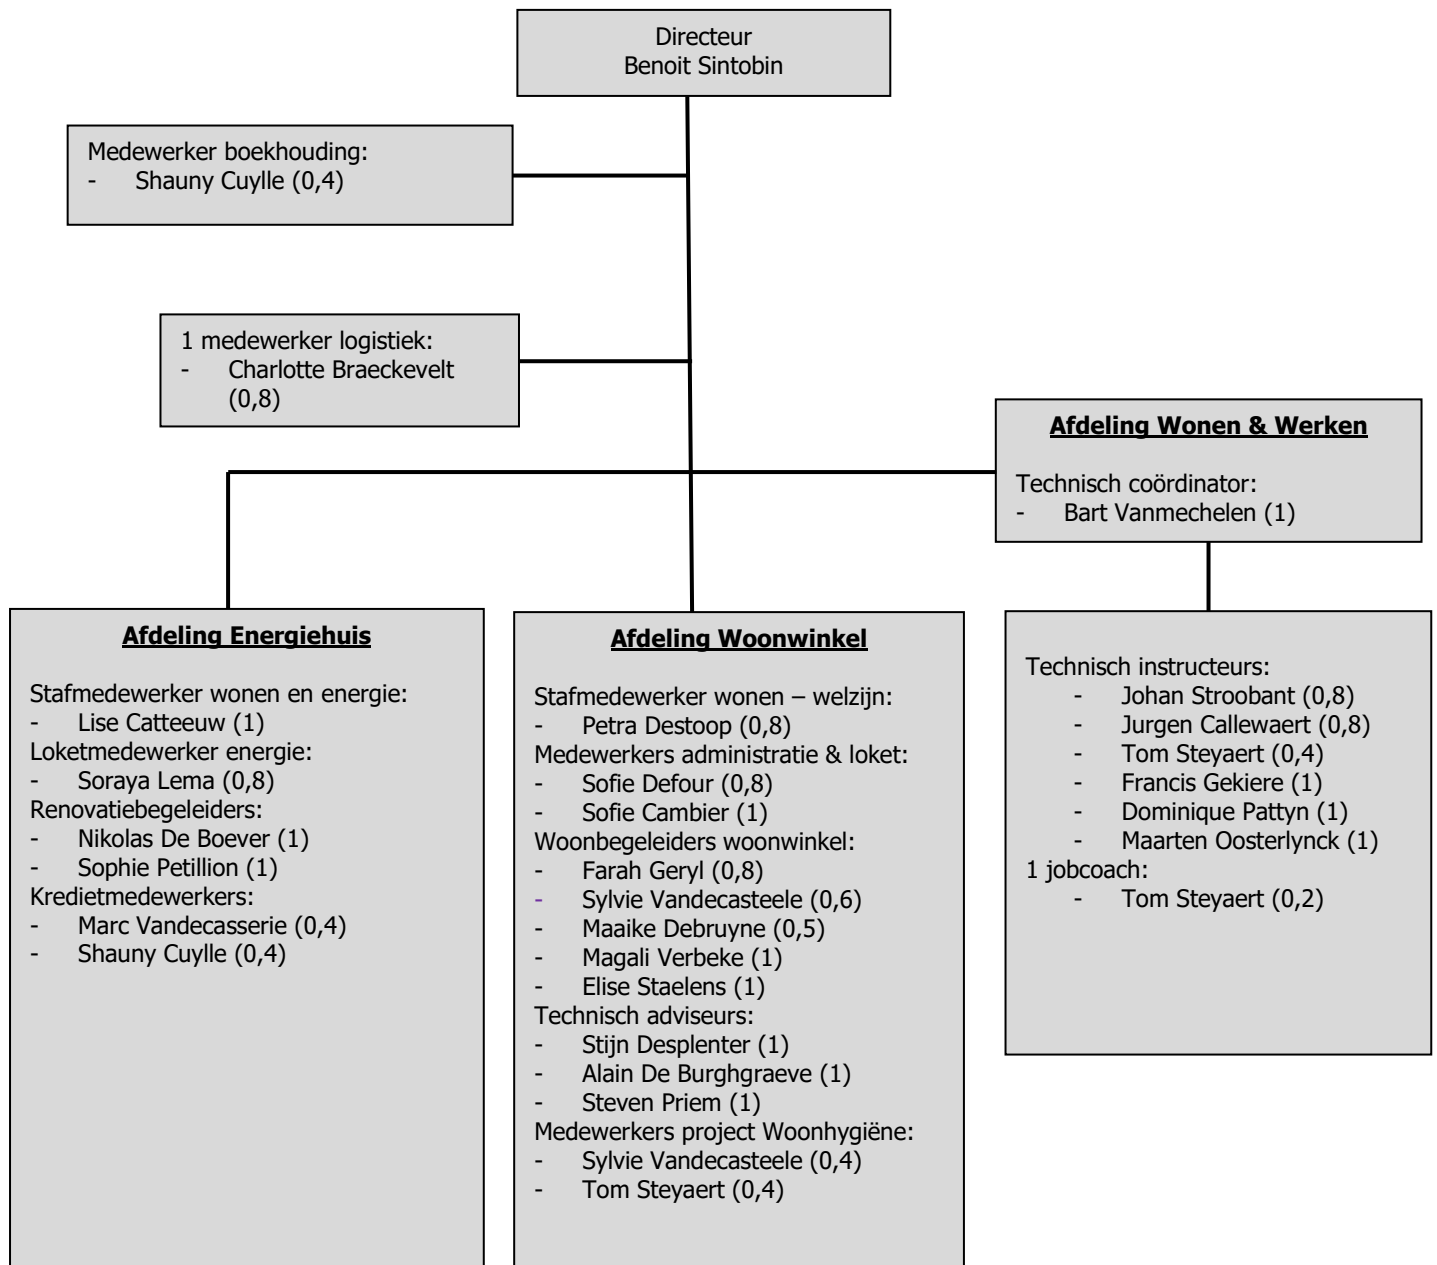 Directeur
Benoit Sintobin
Medewerker boekhouding:
- Shauny Cuylle (0,4)
1 medewerker logistiek:
- Charlotte Braeckevelt
(0,8)
Afdeling Wonen & Werken
Technisch coördinator:
- Bart Vanmechelen (1)
Afdeling Energiehuis
Stafmedewerker wonen en energie:
- Lise Catteeuw (1)
Loketmedewerker energie:
- Soraya Lema (0,8)
Renovatiebegeleiders:
- Nikolas De Boever (1)
- Sophie Petillion (1)
Kredietmedewerkers:
- Marc Vandecasserie (0,4)
- Shauny Cuylle (0,4)
Afdeling Woonwinkel
Stafmedewerker wonen – welzijn:
- Petra Destoop (0,8)
Medewerkers administratie & loket:
- Sofie Defour (0,8)
- Sofie Cambier (1)
Woonbegeleiders woonwinkel:
- Farah Geryl (0,8)
- Sylvie Vandecasteele (0,6)
- Maaike Debruyne (0,5)
- Magali Verbeke (1)
- Elise Staelens (1)
Technisch adviseurs:
- Stijn Desplenter (1)
- Alain De Burghgraeve (1)
- Steven Priem (1)
Medewerkers project Woonhygiëne:
- Sylvie Vandecasteele (0,4)
- Tom Steyaert (0,4)
Technisch instructeurs:
- Johan Stroobant (0,8)
- Jurgen Callewaert (0,8)
- Tom Steyaert (0,4)
- Francis Gekiere (1)
- Dominique Pattyn (1)
- Maarten Oosterlynck (1)
1 jobcoach:
- Tom Steyaert (0,2)